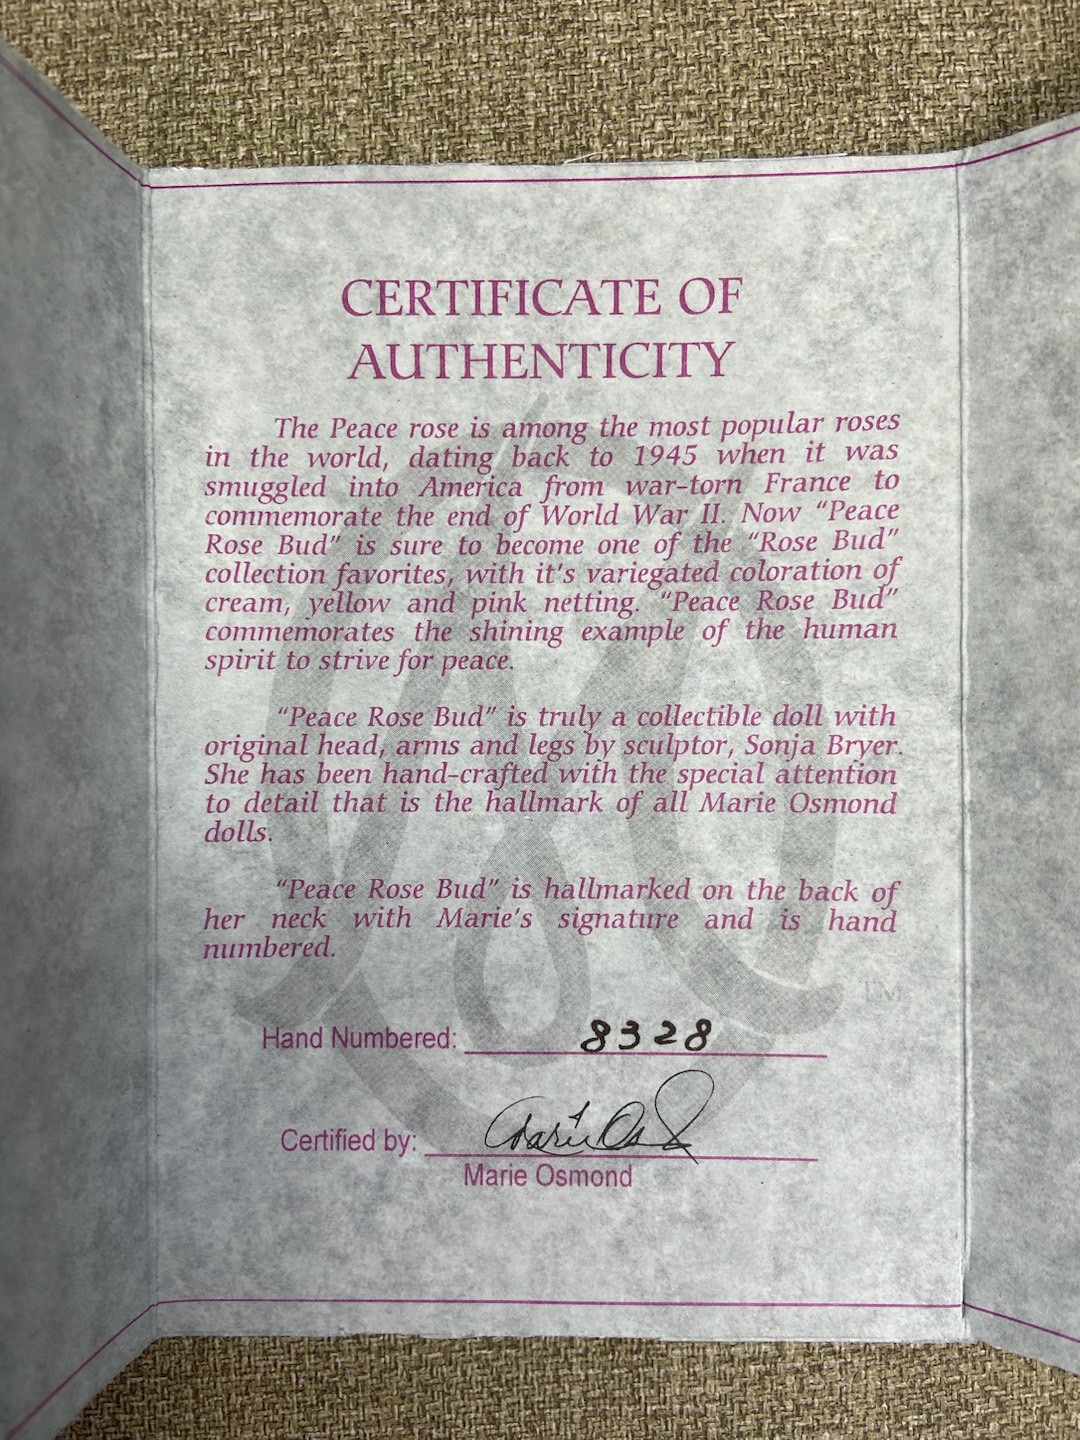 CERTIFICATE OF
AUTHENTICITY
The Peace rose is among the most popular roses
in the world, dating back to 1945 when it was
smuggled into America from war-torn France to
commemorate the end of World War II. Now “Peace
Rose Bud” is sure to become one of the “Rose Bud”
collection favorites, with it's variegated coloration of
cream, yellow and pink netting. “Peace Rose Bud”
commemorates the shining example of the human
spirit to strive for peace.
“Peace Rose Bud” is truly a collectible doll with
original head, arms and legs by sculptor, Sonja Bryer.
She has been hand-crafted with the special attention
to detail that is the hallmark of all Marie Osmond
dolls.
“Peace Rose Bud” is hallmarked on the back of
her neck with Marie's signature and is hand
numbered.
TM
Hand Numbered: 8328
Certified by: Marie Osmond
Marie Osmond